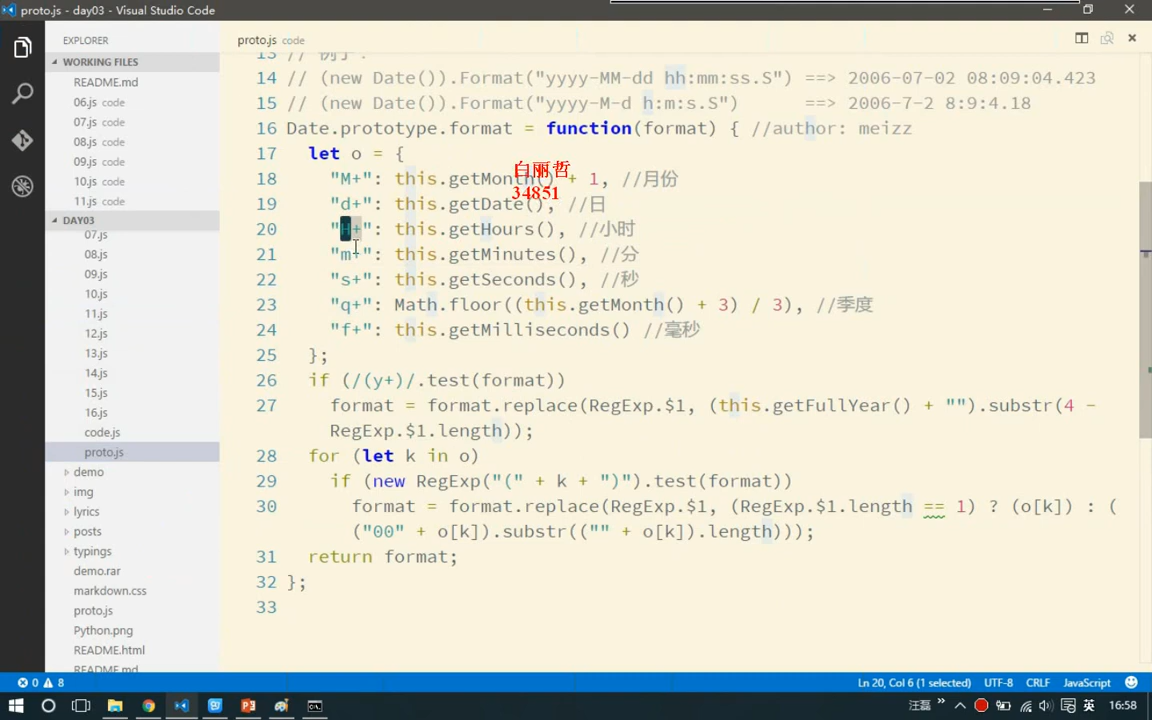 proto.js - day03 - Visual Studio Code
EXPLORER
WORKING FILES
README.md
06.js code
07.js code
08.js code
09.js code
10.js code
11.js code
DAY03
07.js
08.js
09.js
10.js
11.js
12.js
13.js
14.js
15.js
16.js
code.js
proto.js
demo
img
lyrics
posts
typings
demo.rar
markdown.css
proto.js
Python.png
README.html
README.md
proto.js code
13 // 例子：
14 // (new Date()).Format("yyyy-MM-dd hh:mm:ss.S") ==> 2006-07-02 08:09:04.423
15 // (new Date()).Format("yyyy-M-d h:m:s.S")      ==> 2006-7-2 8:9:4.18
16 Date.prototype.format = function(format) { //author: meizz
17   let o = {
18     "M+": this.getMonth() + 1, //月份
19     "d+": this.getDate(), //日
20     "H+": this.getHours(), //小时
21     "m+": this.getMinutes(), //分
22     "s+": this.getSeconds(), //秒
23     "q+": Math.floor((this.getMonth() + 3) / 3), //季度
24     "f+": this.getMilliseconds() //毫秒
25   };
26   if (/(y+)/.test(format))
27     format = format.replace(RegExp.$1, (this.getFullYear() + "").substr(4 -
RegExp.$1.length));
28   for (let k in o)
29     if (new RegExp("(" + k + ")").test(format))
30       format = format.replace(RegExp.$1, (RegExp.$1.length == 1) ? (o[k]) : (
("00" + o[k]).substr(("" + o[k]).length)));
31   return format;
32 };
33
白丽哲
34851
0 8
Ln 20, Col 6 (1 selected) UTF-8 CRLF JavaScript
汪磊 英 16:58